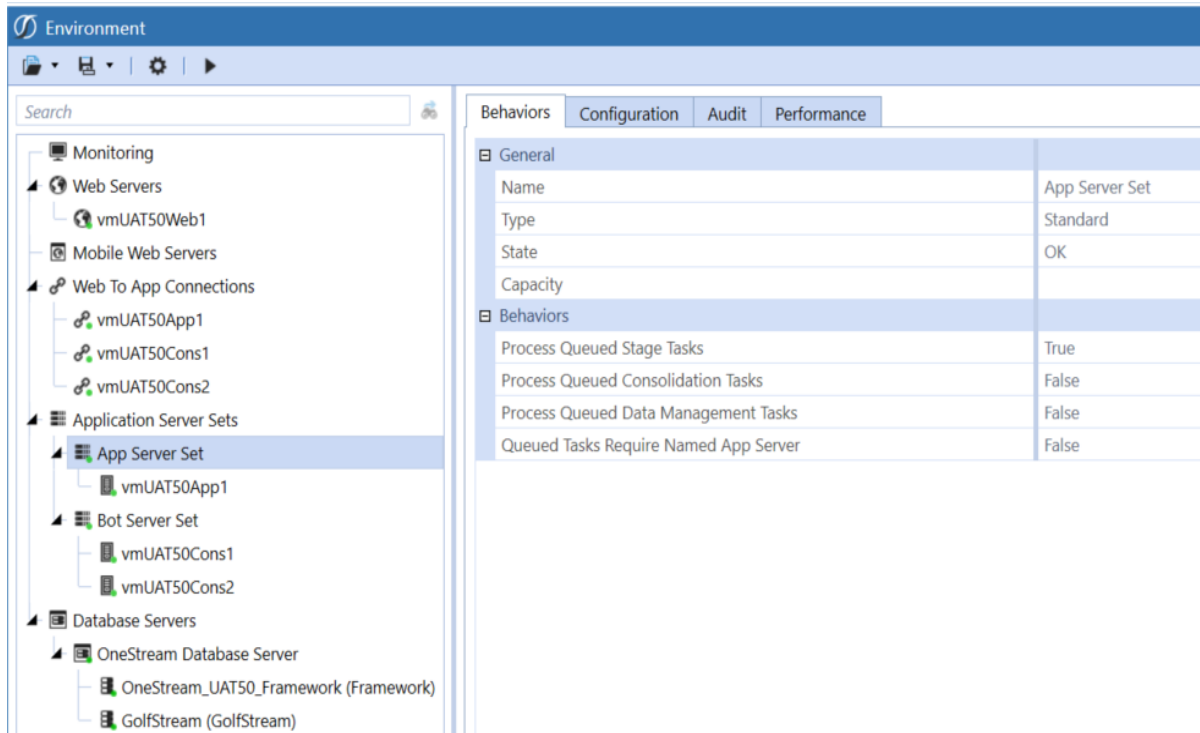 Environment
Search
Monitoring
Web Servers
vmUAT50Web1
Mobile Web Servers
Web To App Connections
vmUAT50App1
vmUAT50Cons1
vmUAT50Cons2
Application Server Sets
App Server Set
vmUAT50App1
Bot Server Set
vmUAT50Cons1
vmUAT50Cons2
Database Servers
OneStream Database Server
OneStream_UAT50_Framework (Framework)
GolfStream (GolfStream)
Behaviors Configuration Audit Performance
General
Name App Server Set
Type Standard
State OK
Capacity
Behaviors
Process Queued Stage Tasks True
Process Queued Consolidation Tasks False
Process Queued Data Management Tasks False
Queued Tasks Require Named App Server False